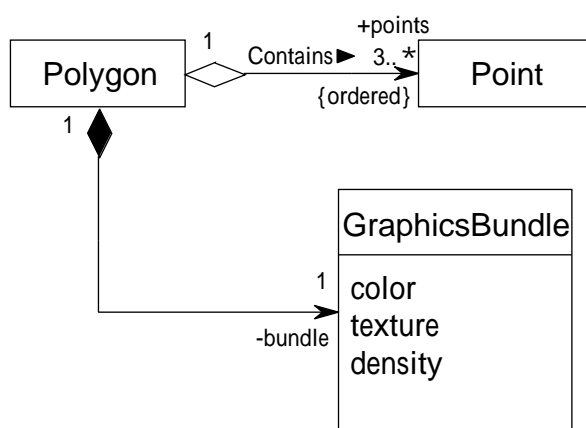 +points
1
Contains►
3..*
Polygon
Point
{ordered}
1
GraphicsBundle
1
color
-bundle
texture
density